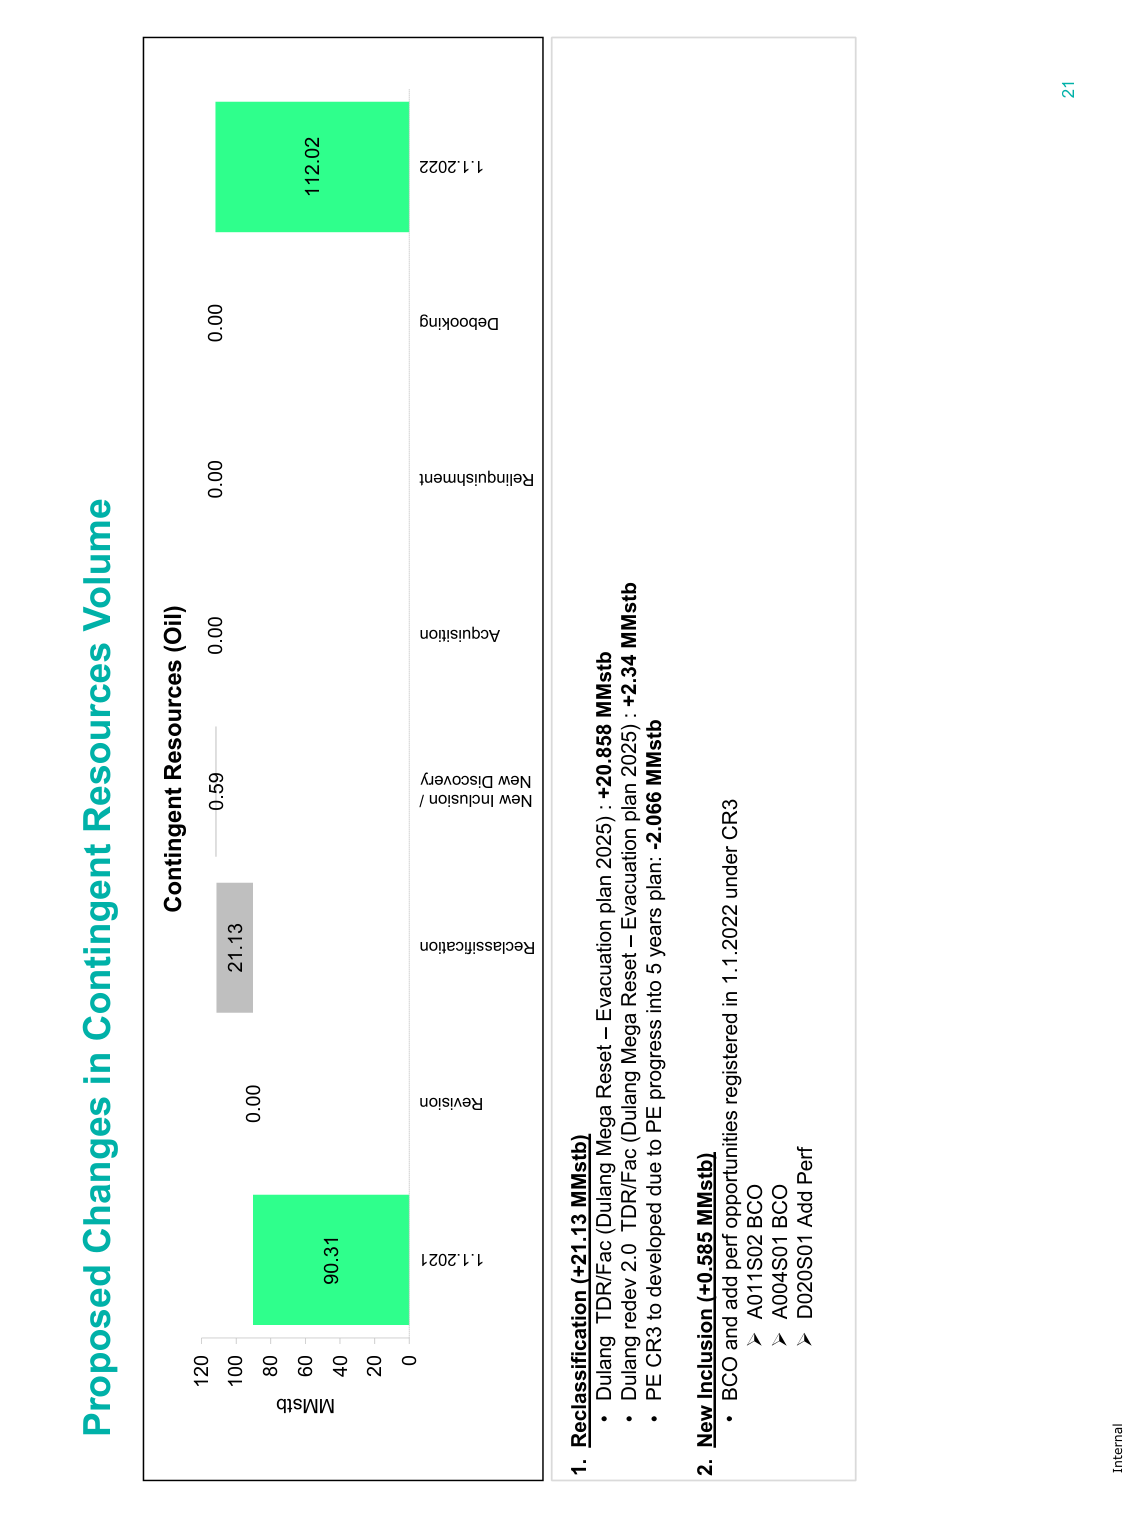 Proposed Changes in Contingent Resources Volume
Contingent Resources (Oil)
MMstb
120
100
80
60
40
20
0
90.31
0.00
21.13
0.59
0.00
0.00
0.00
112.02
1.1.2021
Revision
Reclassification
New Inclusion /
New Discovery
Acquisition
Relinquishment
Debooking
1.1.2022
1. Reclassification (+21.13 MMstb)
• Dulang TDR/Fac (Dulang Mega Reset – Evacuation plan 2025) : +20.858 MMstb
• Dulang redev 2.0 TDR/Fac (Dulang Mega Reset – Evacuation plan 2025) : +2.34 MMstb
• PE CR3 to developed due to PE progress into 5 years plan: -2.066 MMstb
2. New Inclusion (+0.585 MMstb)
• BCO and add perf opportunities registered in 1.1.2022 under CR3
➢ A011S02 BCO
➢ A004S01 BCO
➢ D020S01 Add Perf
21
Internal